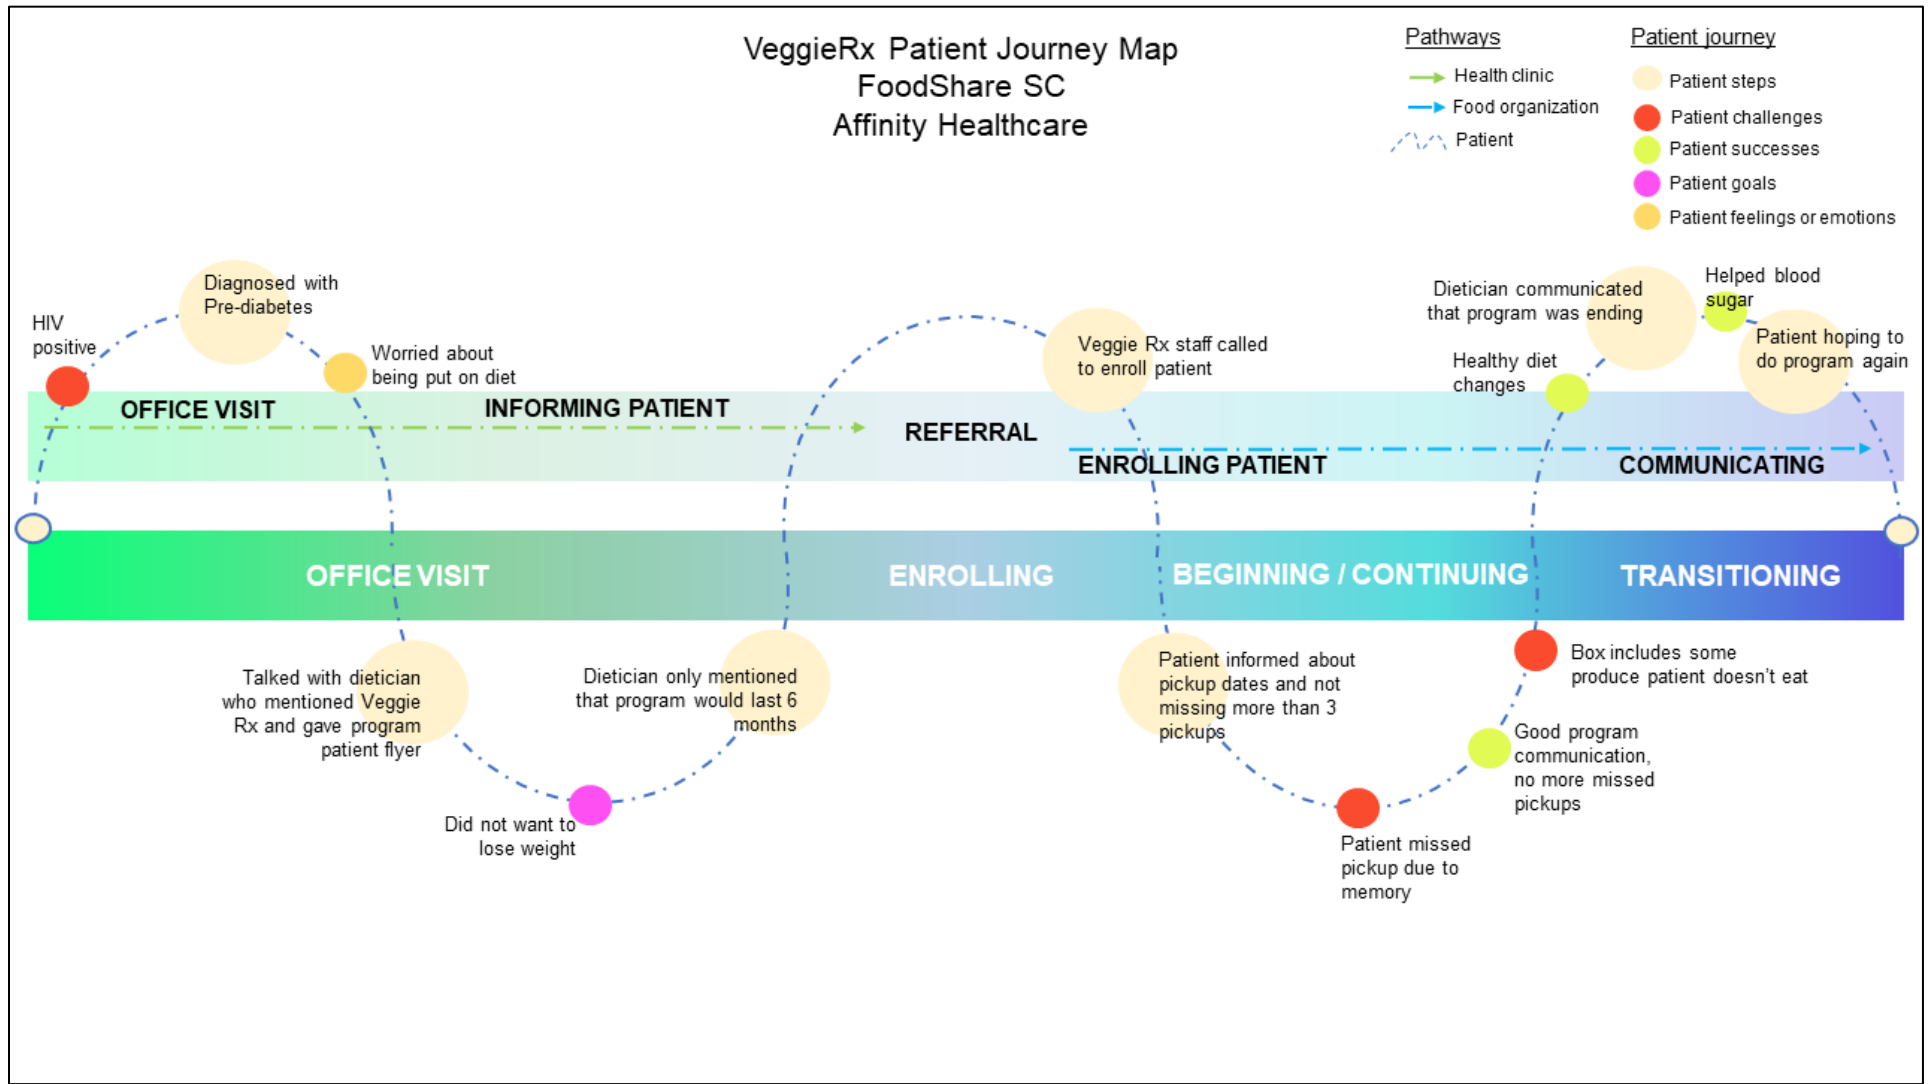 VeggieRx Patient Journey Map
FoodShare SC
Affinity Healthcare
Pathways
Health clinic
Food organization
Patient
Patient journey
Patient steps
Patient challenges
Patient successes
Patient goals
Patient feelings or emotions
HIV
positive
Diagnosed with
Pre-diabetes
Worried about
being put on diet
Veggie Rx staff called
to enroll patient
Dietician communicated
that program was ending
Healthy diet
changes
Helped blood
sugar
Patient hoping to
do program again
OFFICE VISIT
INFORMING PATIENT
REFERRAL
ENROLLING PATIENT
COMMUNICATING
OFFICE VISIT
ENROLLING
BEGINNING / CONTINUING
TRANSITIONING
Talked with dietician
who mentioned Veggie
Rx and gave program
patient flyer
Did not want to
lose weight
Dietician only mentioned
that program would last 6
months
Patient informed about
pickup dates and not
missing more than 3
pickups
Patient missed
pickup due to
memory
Good program
communication,
no more missed
pickups
Box includes some
produce patient doesn't eat